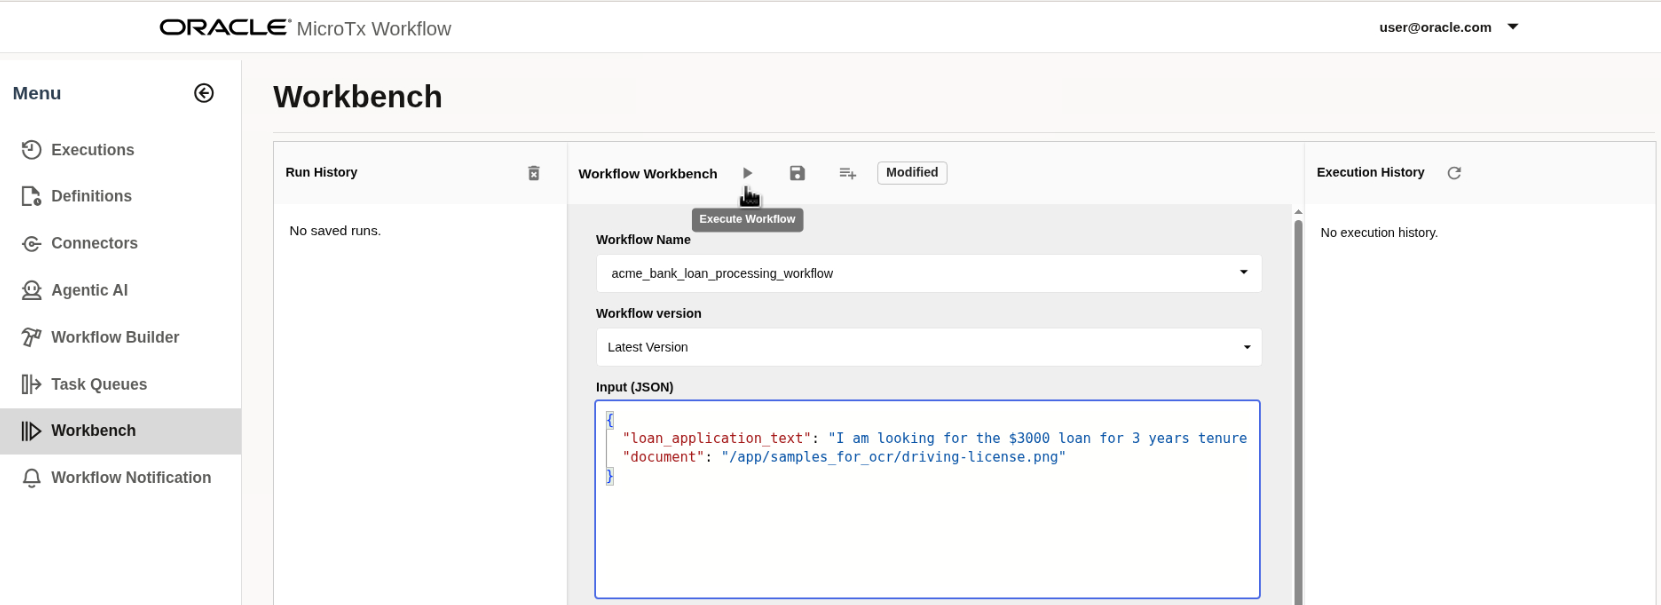 ORACLE MicroTx Workflow
user@oracle.com
Menu
Executions
Definitions
Connectors
Agentic AI
Workflow Builder
Task Queues
Workbench
Workflow Notification
Workbench
Run History
No saved runs.
Workflow Workbench
Modified
Execute Workflow
Workflow Name
acme_bank_loan_processing_workflow
Workflow version
Latest Version
Input (JSON)
{
"loan_application_text": "I am looking for the $3000 loan for 3 years tenure
"document": "/app/samples_for_ocr/driving-license.png"
}
Execution History
No execution history.